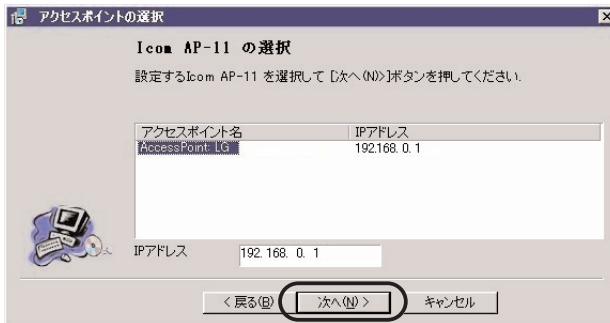 アクセスポイントの選択
Icom AP-11 の選択
設定するIcom AP-11 を選択して [次へ(N)>]ボタンを押してください.
アクセスポイント名 IPアドレス
AccessPoint: LG 192.168. 0. 1
IPアドレス 192. 168. 0. 1
< 戻る(B) 次へ(N) > キャンセル